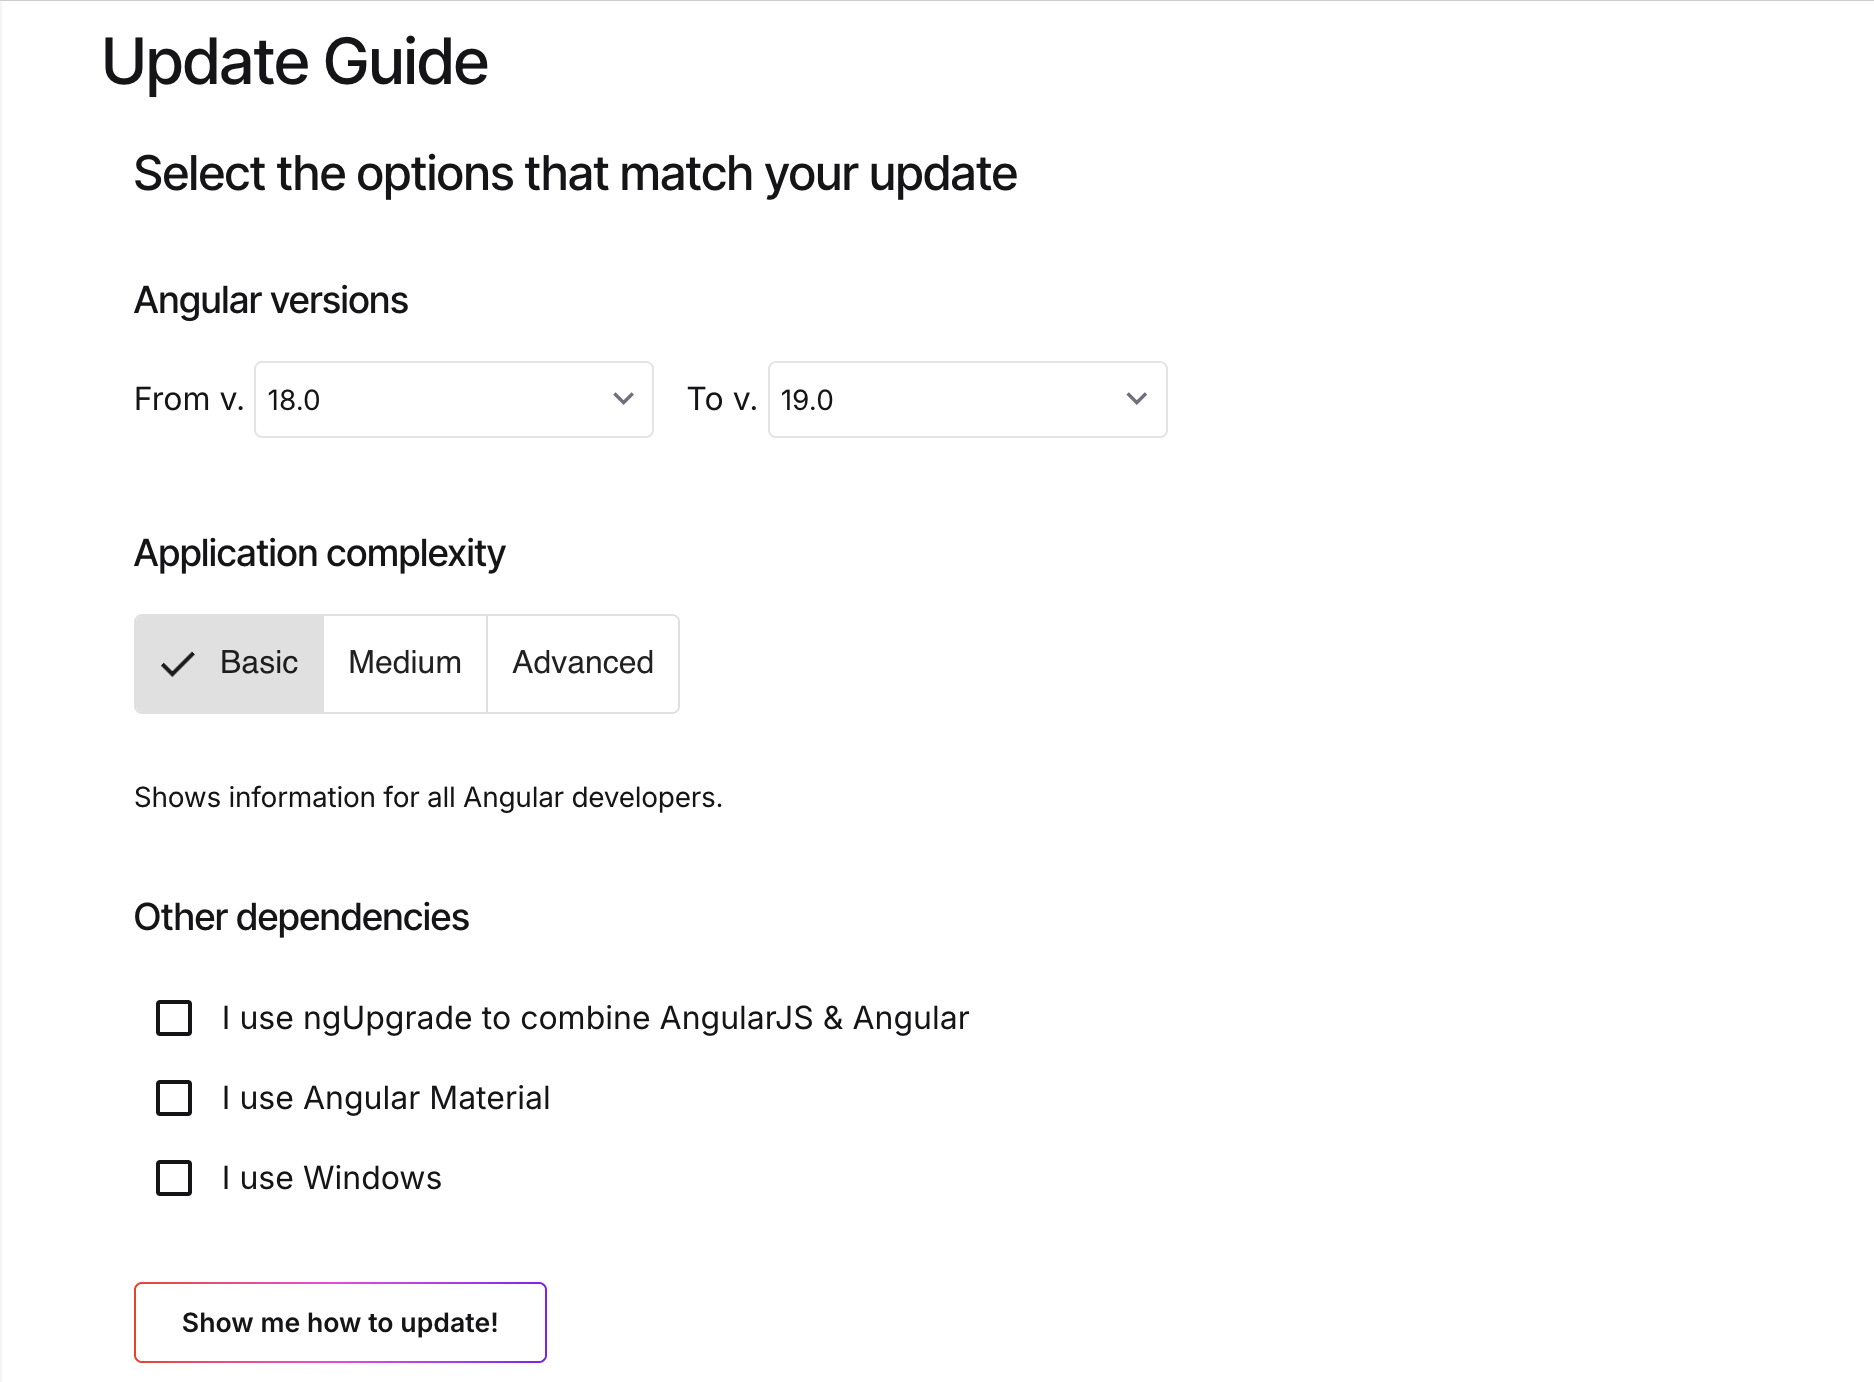 Update Guide
Select the options that match your update
Angular versions
From v. 18.0 To v. 19.0
Application complexity
Basic Medium Advanced
Shows information for all Angular developers.
Other dependencies
I use ngUpgrade to combine AngularJS & Angular
I use Angular Material
I use Windows
Show me how to update!